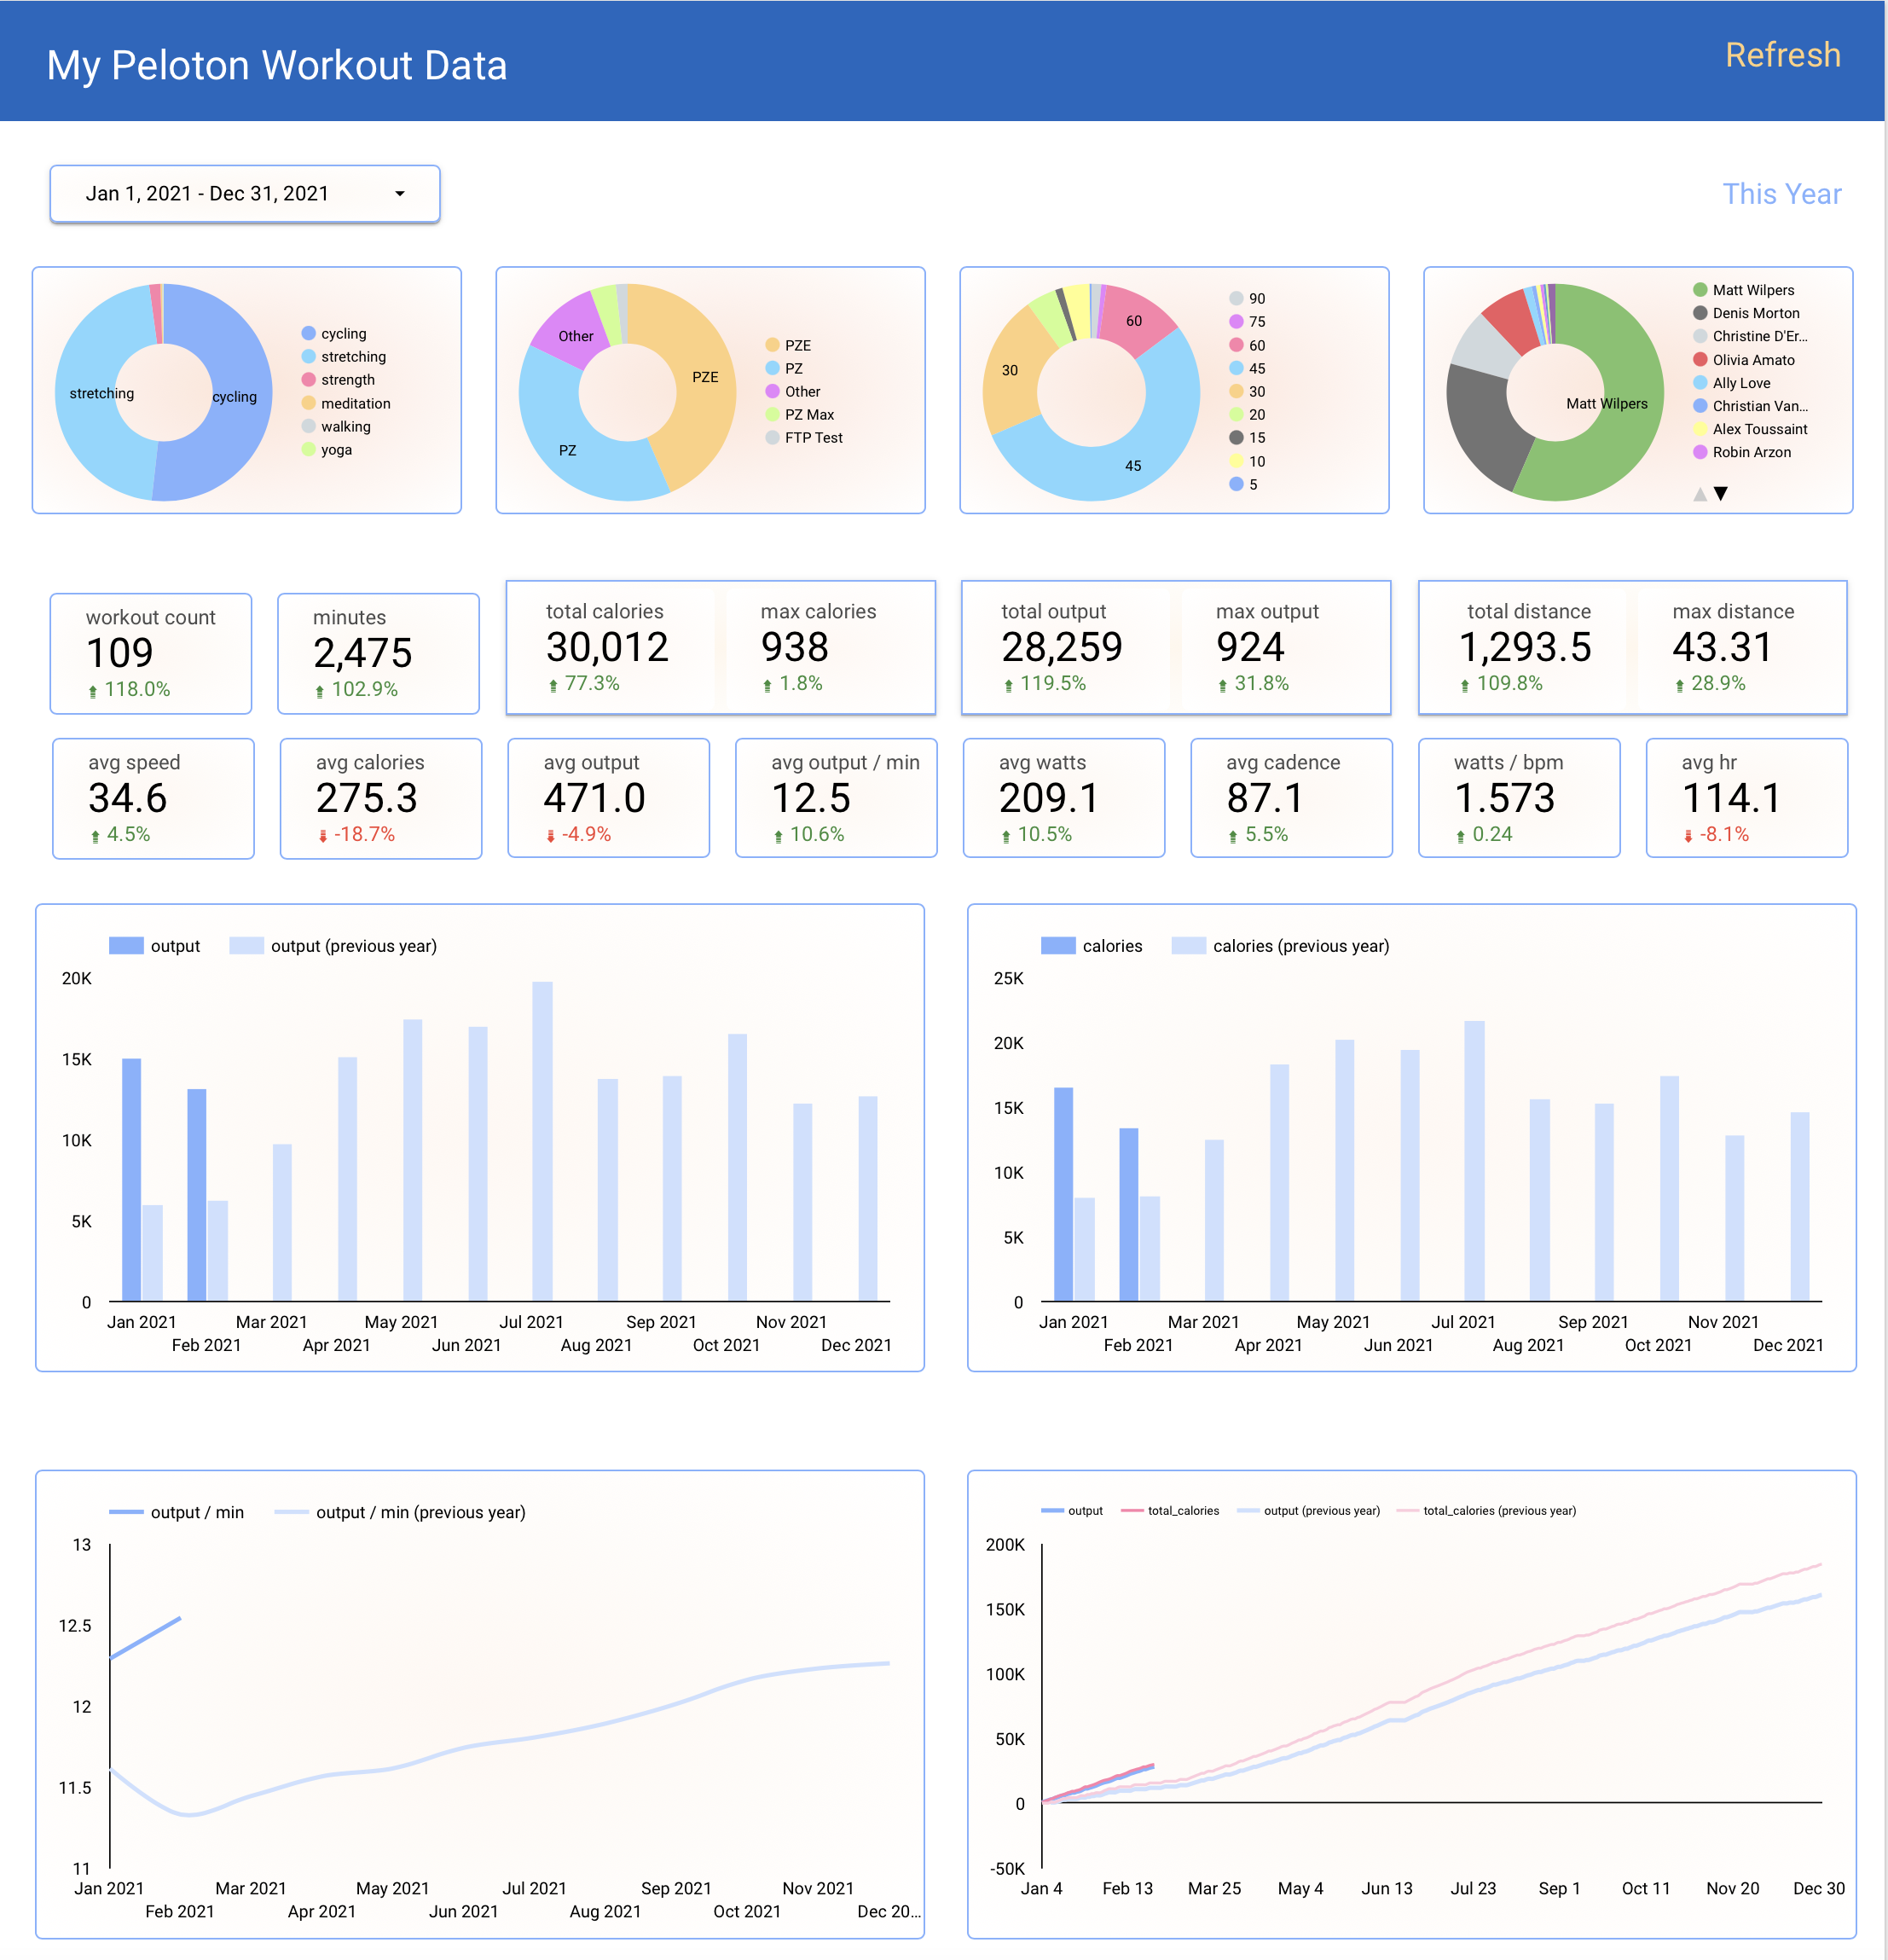 My Peloton Workout Data
Refresh
Jan 1, 2021 - Dec 31, 2021
This Year
stretching
cycling
cycling
stretching
strength
meditation
walking
yoga
Other
PZE
PZ
PZE
PZ
Other
PZ Max
FTP Test
60
30
45
90
75
60
45
30
20
15
10
5
Matt Wilpers
Matt Wilpers
Denis Morton
Christine D'Er...
Olivia Amato
Ally Love
Christian Van...
Alex Toussaint
Robin Arzon
workout count
109
118.0%
minutes
2,475
102.9%
total calories
30,012
77.3%
max calories
938
1.8%
total output
28,259
119.5%
max output
924
31.8%
total distance
1,293.5
109.8%
max distance
43.31
28.9%
avg speed
34.6
4.5%
avg calories
275.3
-18.7%
avg output
471.0
-4.9%
avg output / min
12.5
10.6%
avg watts
209.1
10.5%
avg cadence
87.1
5.5%
watts / bpm
1.573
0.24
avg hr
114.1
-8.1%
output output (previous year)
20K
15K
10K
5K
0
Jan 2021 Mar 2021 May 2021 Jul 2021 Sep 2021 Nov 2021
Feb 2021 Apr 2021 Jun 2021 Aug 2021 Oct 2021 Dec 2021
calories calories (previous year)
25K
20K
15K
10K
5K
0
Jan 2021 Mar 2021 May 2021 Jul 2021 Sep 2021 Nov 2021
Feb 2021 Apr 2021 Jun 2021 Aug 2021 Oct 2021 Dec 2021
output / min output / min (previous year)
13
12.5
12
11.5
11
Jan 2021 Mar 2021 May 2021 Jul 2021 Sep 2021 Nov 2021
Feb 2021 Apr 2021 Jun 2021 Aug 2021 Oct 2021 Dec 20...
output total_calories output (previous year) total_calories (previous year)
200K
150K
100K
50K
0
-50K
Jan 4 Feb 13 Mar 25 May 4 Jun 13 Jul 23 Sep 1 Oct 11 Nov 20 Dec 30